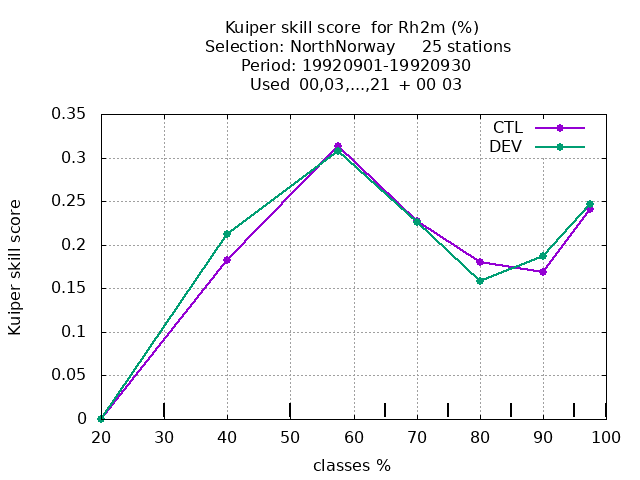 Kuiper skill score for Rh2m (%)
Selection: NorthNorway 25 stations
Period: 19920901-19920930
Used 00,03,...,21 + 00 03
CTL
DEV
0.35
0.3
0.25
0.2
0.15
0.1
0.05
0
Kuiper skill score
20 30 40 50 60 70 80 90 100
classes %